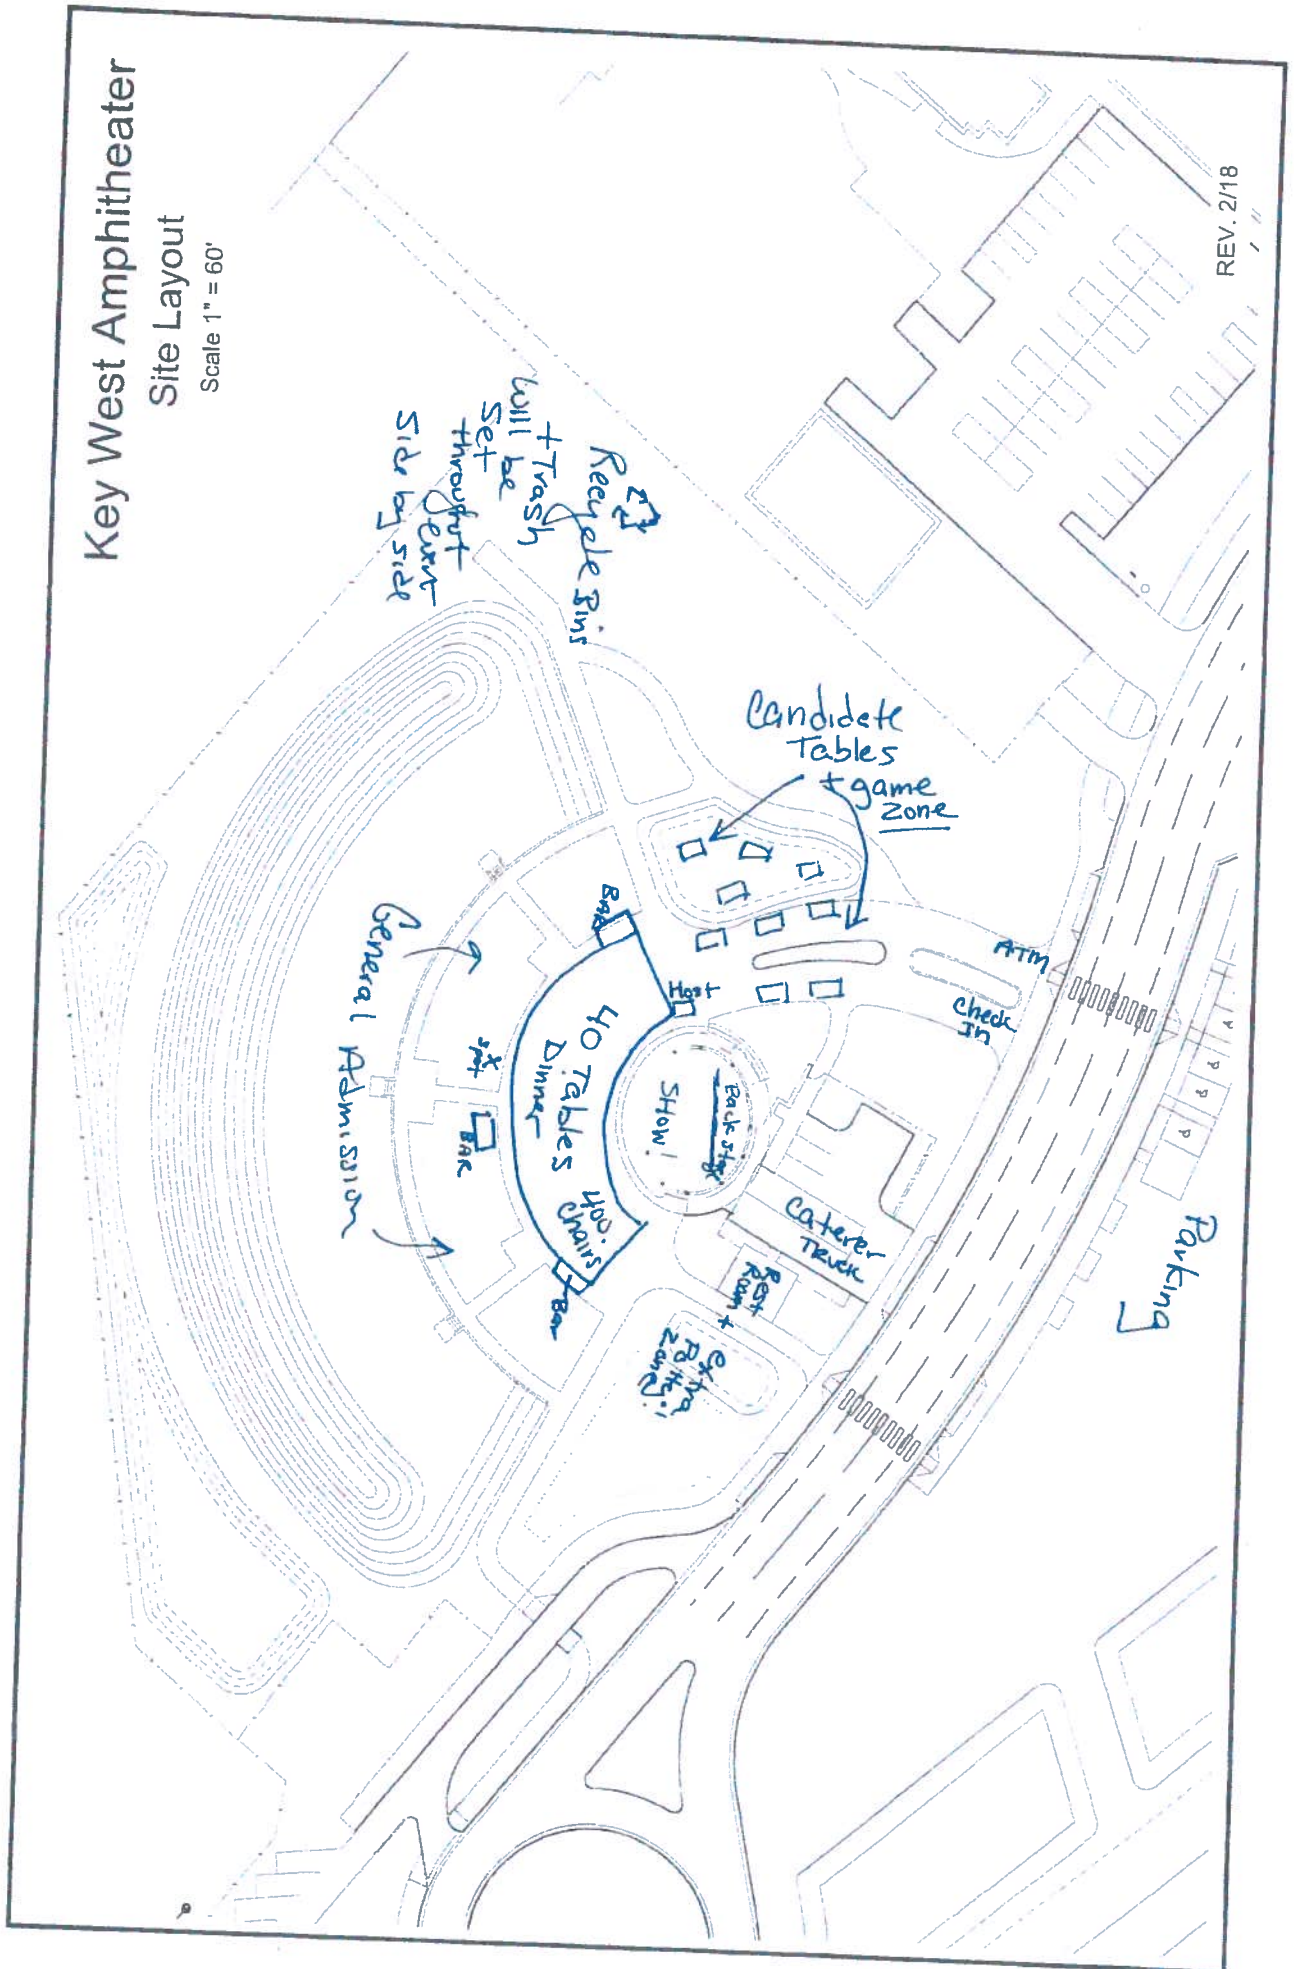 Key West Amphitheater
Site Layout
Scale 1" = 60'
REV. 2/18
Recycle Bins
+ Trash
will be
Set
throughout
event
Side by side
Candidate
Tables
+ game
zone
ATM
Check
In
BAR
Host
General Admission
40 Tables
Dinner
400.
Chairs
X
spot
BAR
Bar
SHOW!
Back stage
Caterer
Truck
Rest
Room +
extra
Potty
Zone
Parking